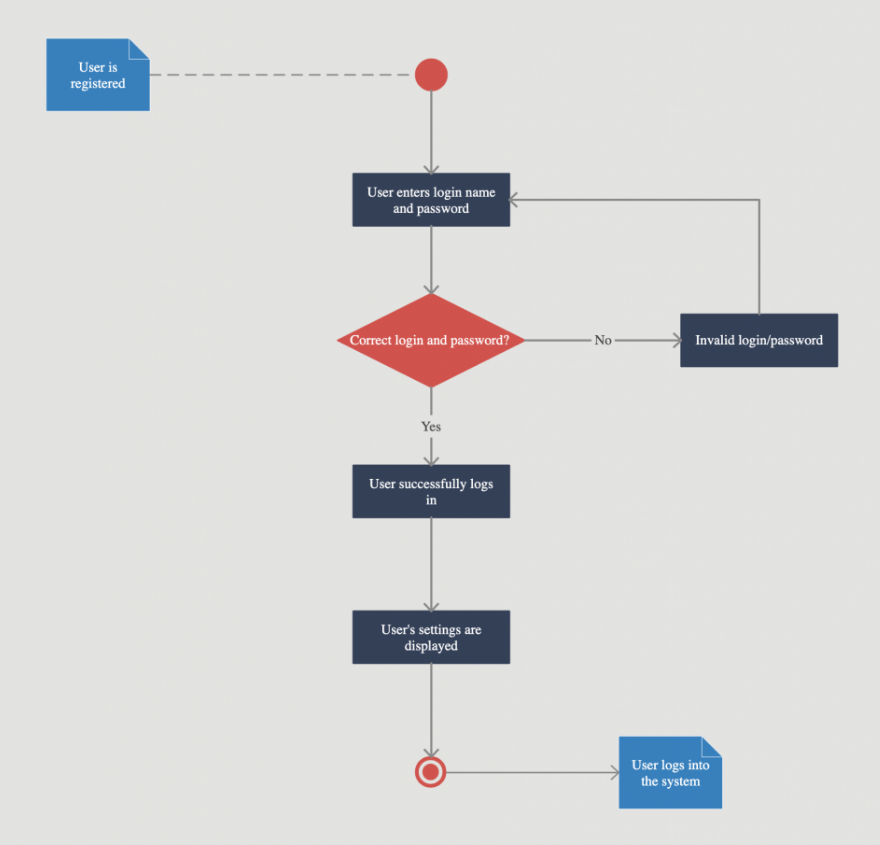 User is
registered
User enters login name
and password
Correct login and password?
No
Invalid login/password
Yes
User successfully logs
in
User's settings are
displayed
User logs into
the system